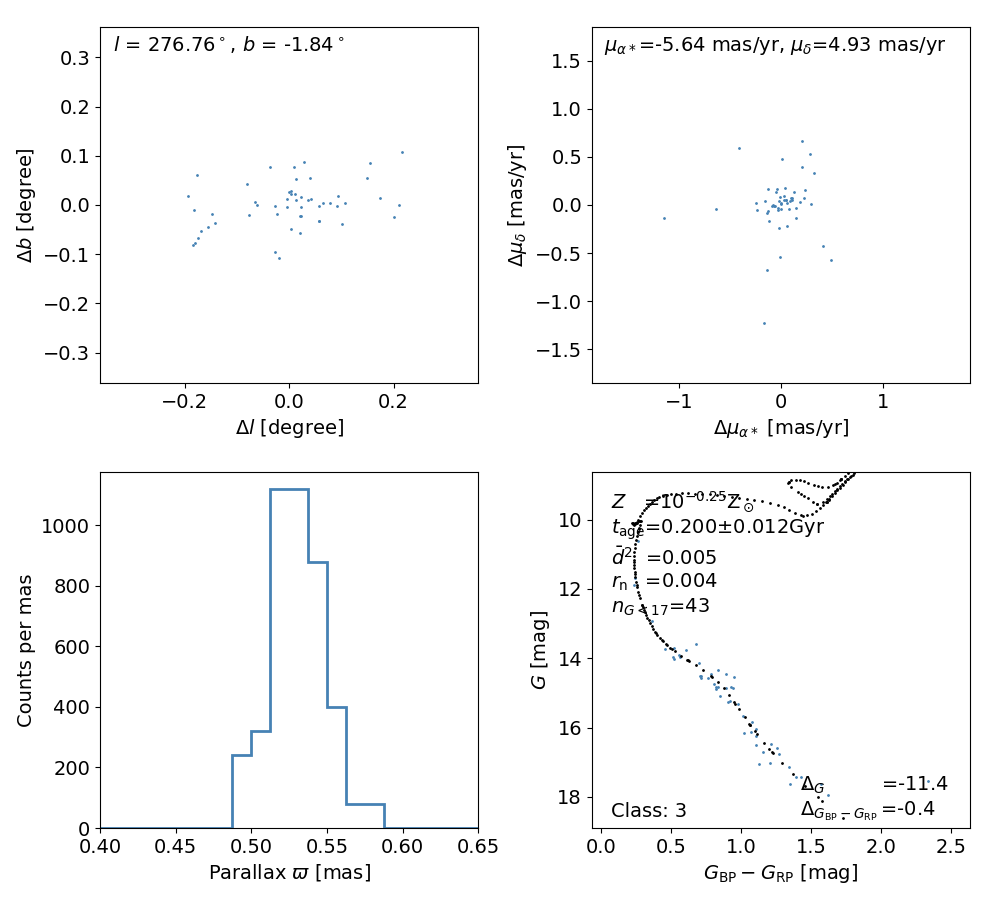 l = 276.76°, b = -1.84°
0.3
0.2
0.1
0.0
−0.1
−0.2
−0.3
Δb [degree]
−0.2 0.0 0.2
Δl [degree]
μα∗=-5.64 mas/yr, μδ=4.93 mas/yr
1.5
1.0
0.5
0.0
−0.5
−1.0
−1.5
Δμδ [mas/yr]
−1 0 1
Δμα∗ [mas/yr]
1000
800
600
400
200
0
Counts per mas
0.40 0.45 0.50 0.55 0.60 0.65
Parallax ϖ [mas]
Z =10^−0.25 Z⊙
tage=0.200±0.012Gyr
d̄² =0.005
rn =0.004
nG<17=43
ΔG =-11.4
ΔGBP−GRP=-0.4
Class: 3
10
12
14
16
18
G [mag]
0.0 0.5 1.0 1.5 2.0 2.5
GBP − GRP [mag]